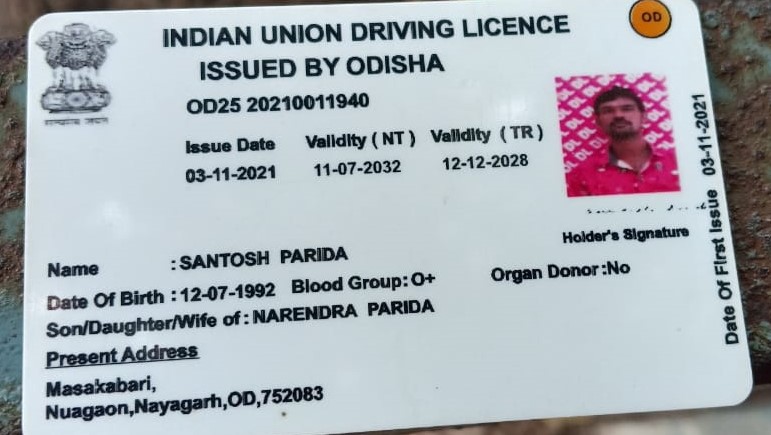 INDIAN UNION DRIVING LICENCE
ISSUED BY ODISHA
OD
OD25 20210011940
Issue Date Validity ( NT ) Validity ( TR )
03-11-2021 11-07-2032 12-12-2028
Holder's Signature
Date Of First Issue 03-11-2021
Name : SANTOSH PARIDA
Date Of Birth : 12-07-1992 Blood Group: O+ Organ Donor :No
Son/Daughter/Wife of : NARENDRA PARIDA
Present Address
Masakabari,
Nuagaon,Nayagarh,OD,752083